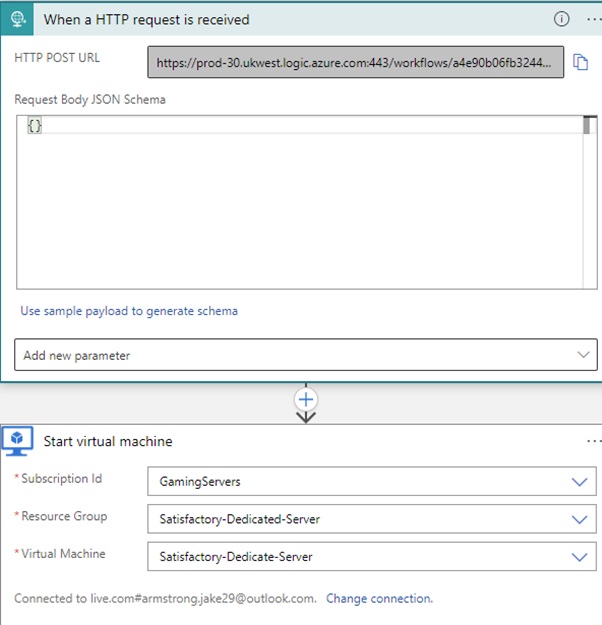 When a HTTP request is received
HTTP POST URL
https://prod-30.ukwest.logic.azure.com:443/workflows/a4e90b06fb3244...
Request Body JSON Schema
{}
Use sample payload to generate schema
Add new parameter
Start virtual machine
*Subscription Id
GamingServers
*Resource Group
Satisfactory-Dedicated-Server
*Virtual Machine
Satisfactory-Dedicate-Server
Connected to live.com#armstrong.jake29@outlook.com. Change connection.